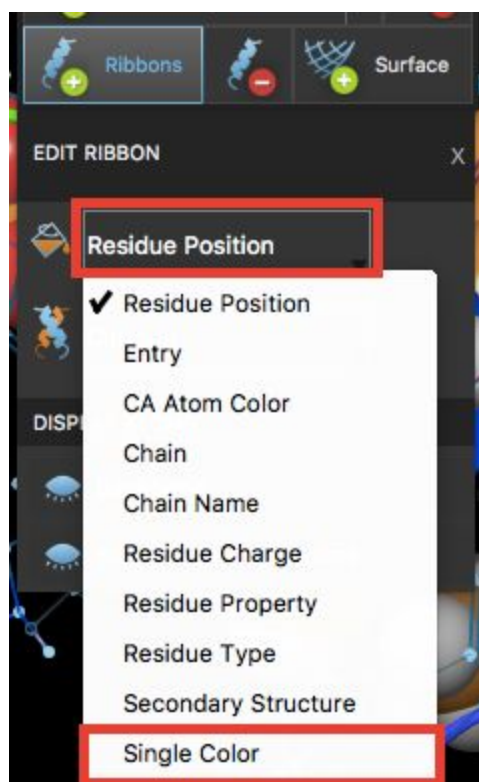 Ribbons
Surface
EDIT RIBBON
X
Residue Position
✔ Residue Position
Entry
CA Atom Color
DISP
Chain
Chain Name
Residue Charge
Residue Property
Residue Type
Secondary Structure
Single Color